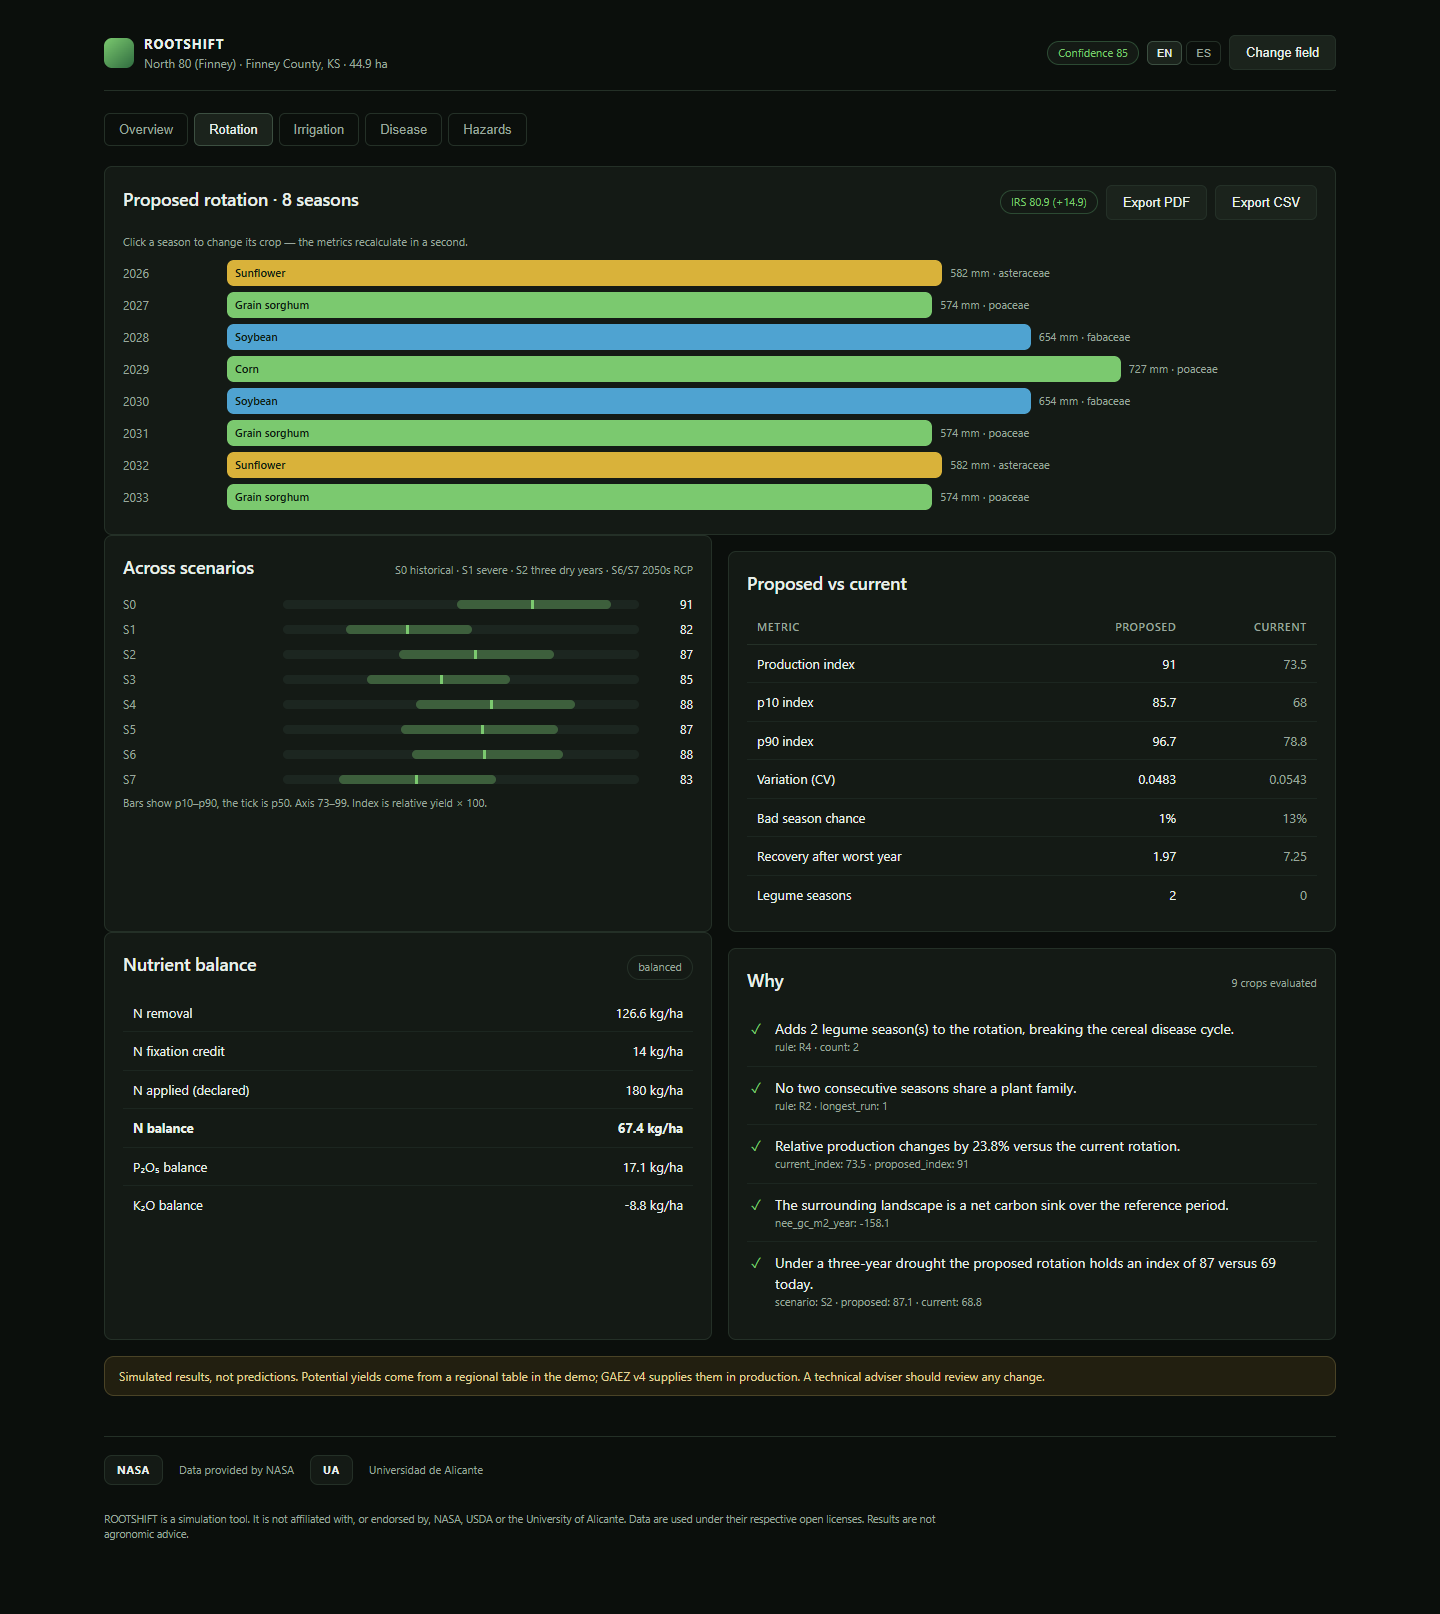 ROOTSHIFT
North 80 (Finney) · Finney County, KS · 44.9 ha
Confidence 85
EN
ES
Change field
Overview
Rotation
Irrigation
Disease
Hazards
Proposed rotation · 8 seasons
IRS 80.9 (+14.9)
Export PDF
Export CSV
Click a season to change its crop — the metrics recalculate in a second.
2026 Sunflower 582 mm · asteraceae
2027 Grain sorghum 574 mm · poaceae
2028 Soybean 654 mm · fabaceae
2029 Corn 727 mm · poaceae
2030 Soybean 654 mm · fabaceae
2031 Grain sorghum 574 mm · poaceae
2032 Sunflower 582 mm · asteraceae
2033 Grain sorghum 574 mm · poaceae
Across scenarios
S0 historical · S1 severe · S2 three dry years · S6/S7 2050s RCP
S0 91
S1 82
S2 87
S3 85
S4 88
S5 87
S6 88
S7 83
Bars show p10–p90, the tick is p50. Axis 73–99. Index is relative yield × 100.
Proposed vs current
METRIC PROPOSED CURRENT
Production index 91 73.5
p10 index 85.7 68
p90 index 96.7 78.8
Variation (CV) 0.0483 0.0543
Bad season chance 1% 13%
Recovery after worst year 1.97 7.25
Legume seasons 2 0
Nutrient balance
balanced
N removal 126.6 kg/ha
N fixation credit 14 kg/ha
N applied (declared) 180 kg/ha
N balance 67.4 kg/ha
P₂O₅ balance 17.1 kg/ha
K₂O balance -8.8 kg/ha
Why
9 crops evaluated
✓ Adds 2 legume season(s) to the rotation, breaking the cereal disease cycle.
rule: R4 · count: 2
✓ No two consecutive seasons share a plant family.
rule: R2 · longest_run: 1
✓ Relative production changes by 23.8% versus the current rotation.
current_index: 73.5 · proposed_index: 91
✓ The surrounding landscape is a net carbon sink over the reference period.
nee_gc_m2_year: -158.1
✓ Under a three-year drought the proposed rotation holds an index of 87 versus 69
today.
scenario: S2 · proposed: 87.1 · current: 68.8
Simulated results, not predictions. Potential yields come from a regional table in the demo; GAEZ v4 supplies them in production. A technical adviser should review any change.
NASA
Data provided by NASA
UA
Universidad de Alicante
ROOTSHIFT is a simulation tool. It is not affiliated with, or endorsed by, NASA, USDA or the University of Alicante. Data are used under their respective open licenses. Results are not
agronomic advice.